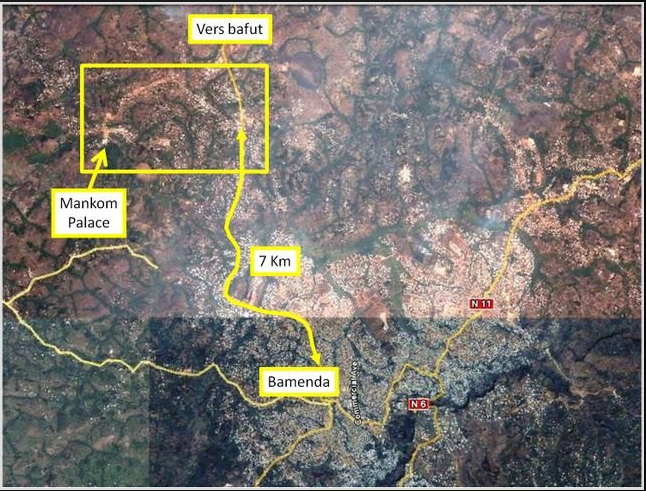 Vers bafut
Mankom
Palace
7 Km
N 11
Bamenda
Commercial Ave
N 6